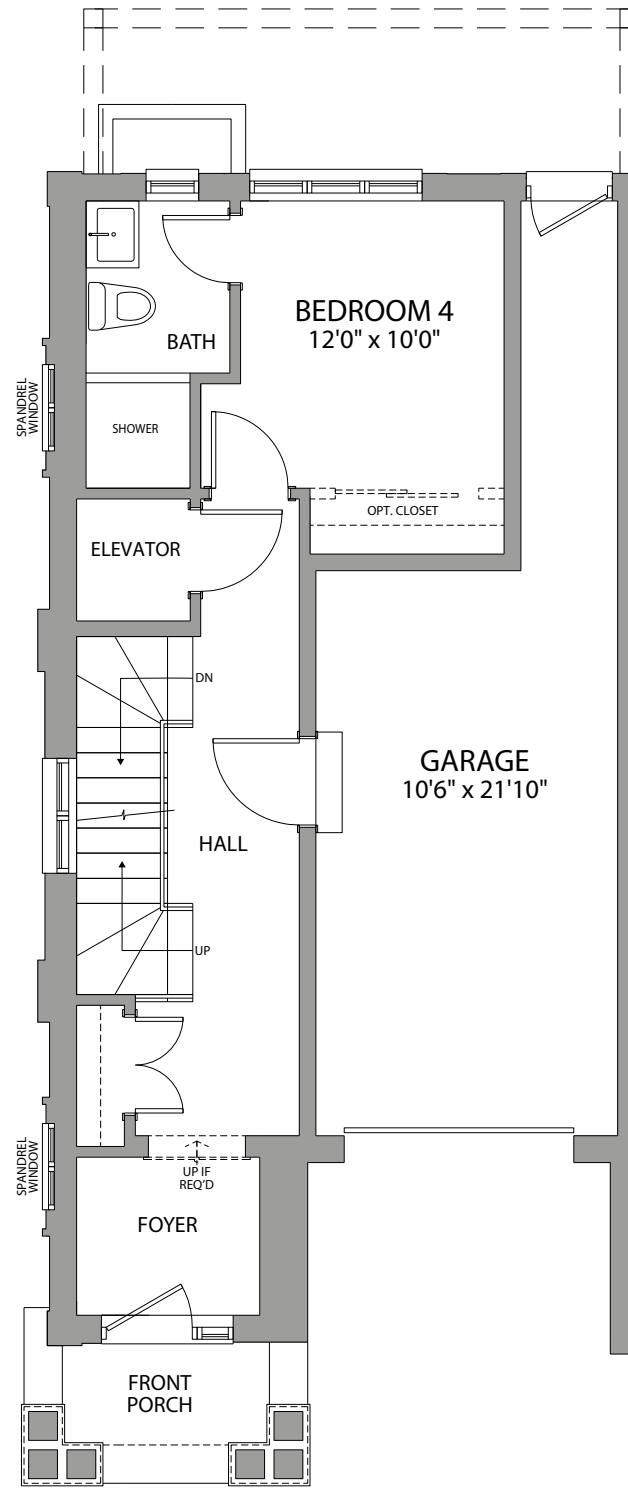 BEDROOM 4
12'0" x 10'0"
BATH
SPANDREL
WINDOW
SHOWER
OPT. CLOSET
ELEVATOR
DN
GARAGE
10'6" x 21'10"
HALL
UP
SPANDREL
WINDOW
UP IF
REQ'D
FOYER
FRONT
PORCH